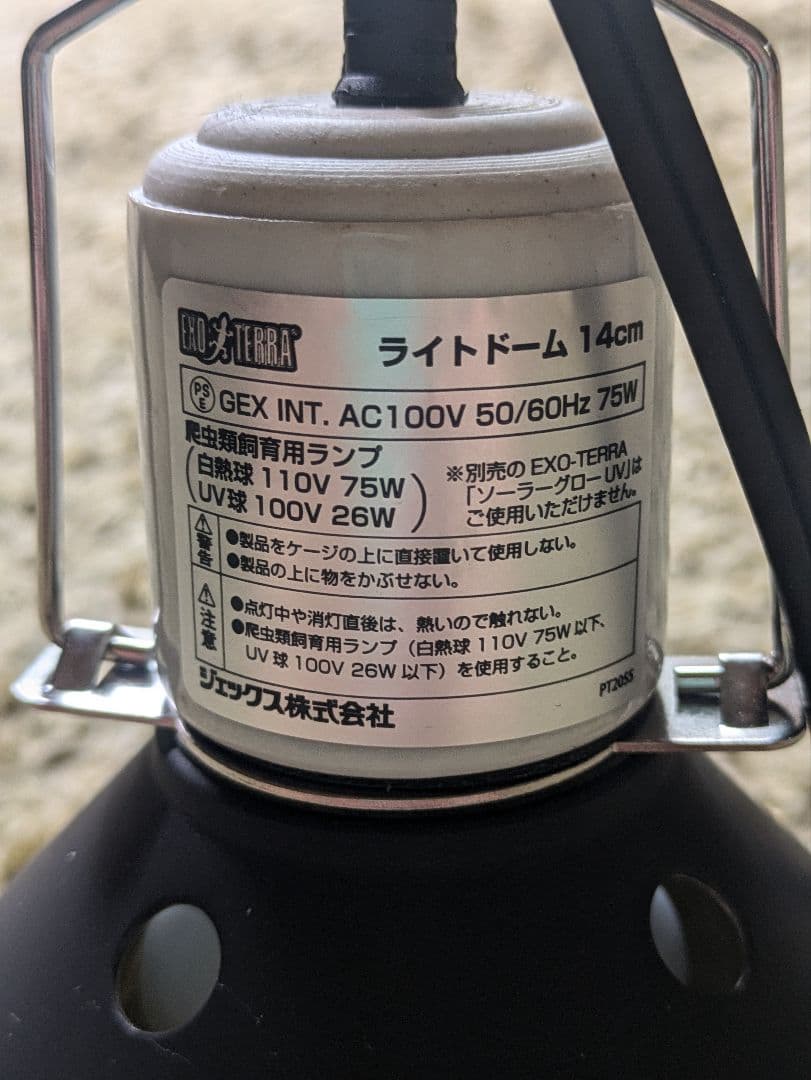 EXO TERRA
ライトドーム 14cm
PSE GEX INT. AC100V 50/60Hz 75W
爬虫類飼育用ランプ
(白熱球 110V 75W
UV球 100V 26W)
※別売の EXO-TERRA
「ソーラーグローUV」は
ご使用いただけません。
⚠警告
●製品をケージの上に直接置いて使用しない。
●製品の上に物をかぶせない。
⚠注意
●点灯中や消灯直後は、熱いので触れない。
●爬虫類飼育用ランプ（白熱球 110V 75W以下、
UV球 100V 26W以下）を使用すること。
ジェックス株式会社
PT2055